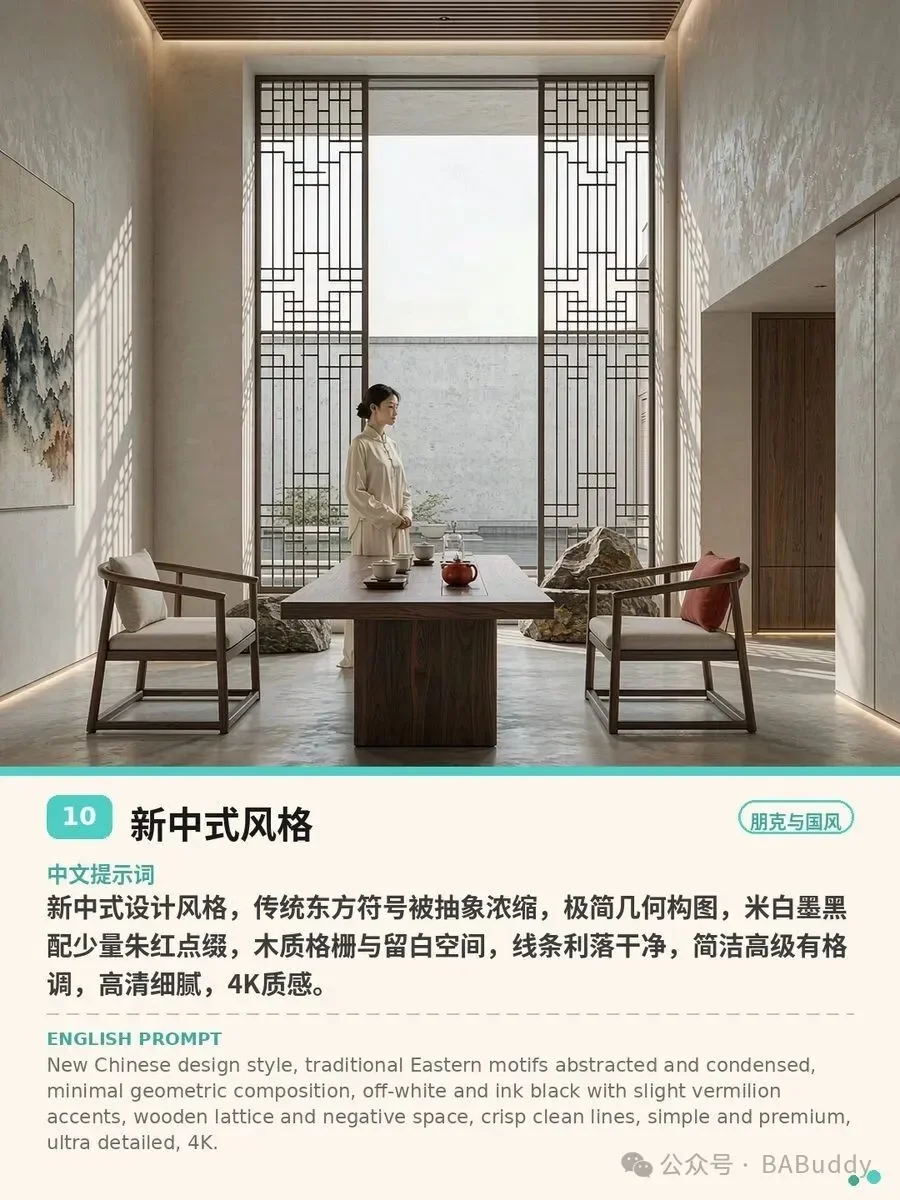 10
新中式风格
朋克与国风
中文提示词
新中式设计风格，传统东方符号被抽象浓缩，极简几何构图，米白墨黑
配少量朱红点缀，木质格栅与留白空间，线条利落干净，简洁高级有格
调，高清细腻，4K质感。
ENGLISH PROMPT
New Chinese design style, traditional Eastern motifs abstracted and condensed,
minimal geometric composition, off-white and ink black with slight vermilion
accents, wooden lattice and negative space, crisp clean lines, simple and premium,
ultra detailed, 4K.
公众号 · BABuddy